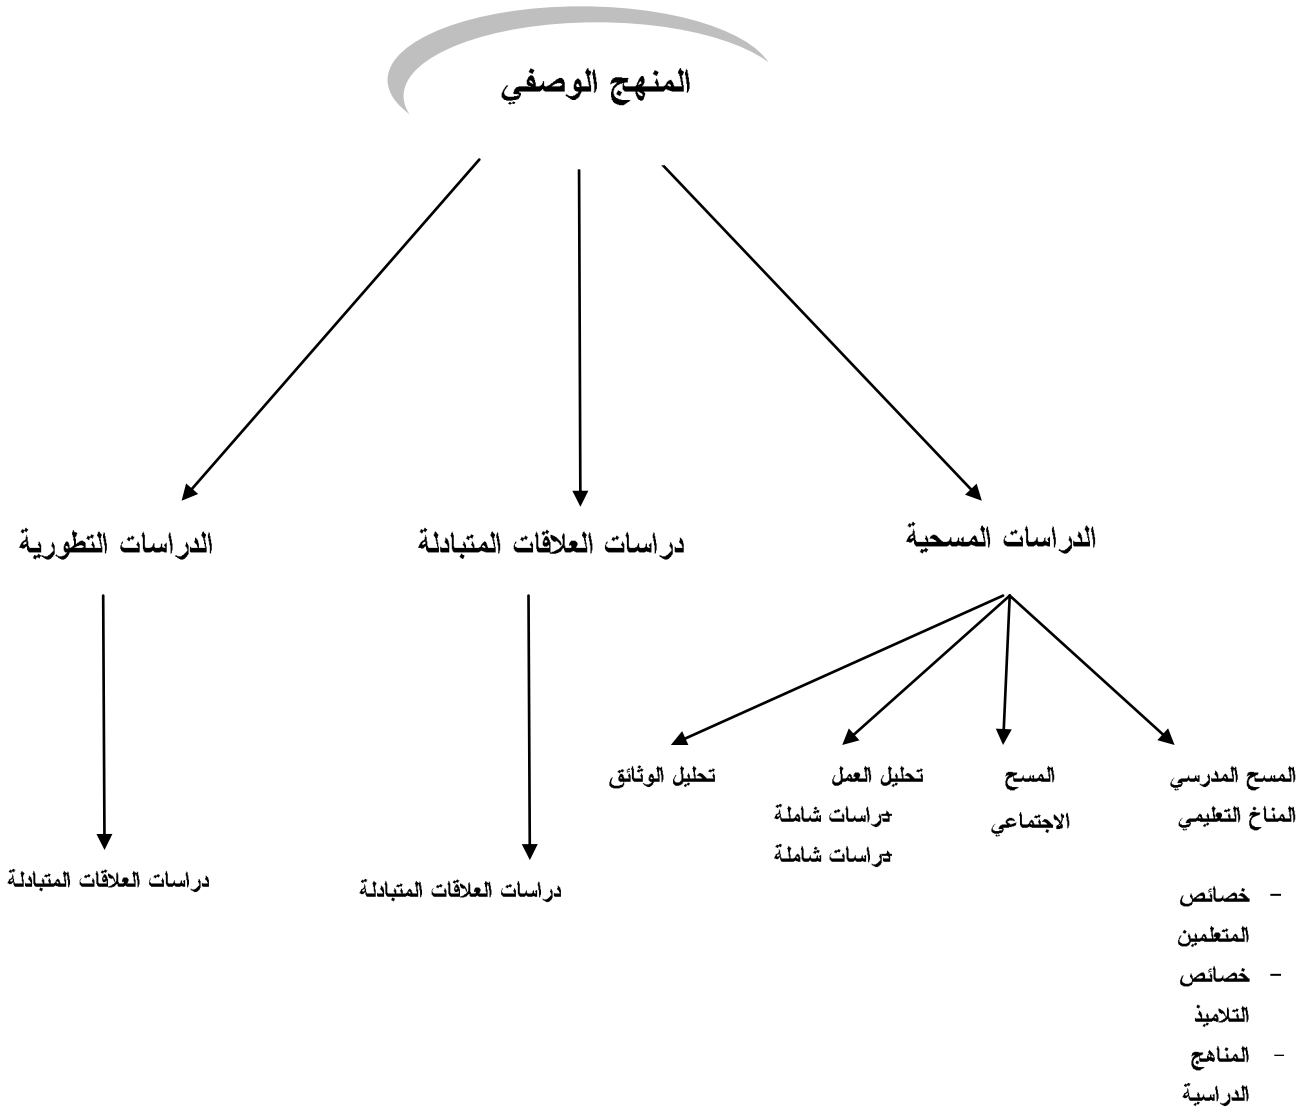 المنهج الوصفي
الدراسات المسحية
دراسات العلاقات المتبادلة
الدراسات التطورية
المسح المدرسي
المناخ التعليمي
- خصائص
المتعلمين
- خصائص
التلاميذ
- المناهج
الدراسية
المسح
الاجتماعي
تحليل العمل
-دراسات شاملة
-دراسات شاملة
تحليل الوثائق
دراسات العلاقات المتبادلة
دراسات العلاقات المتبادلة